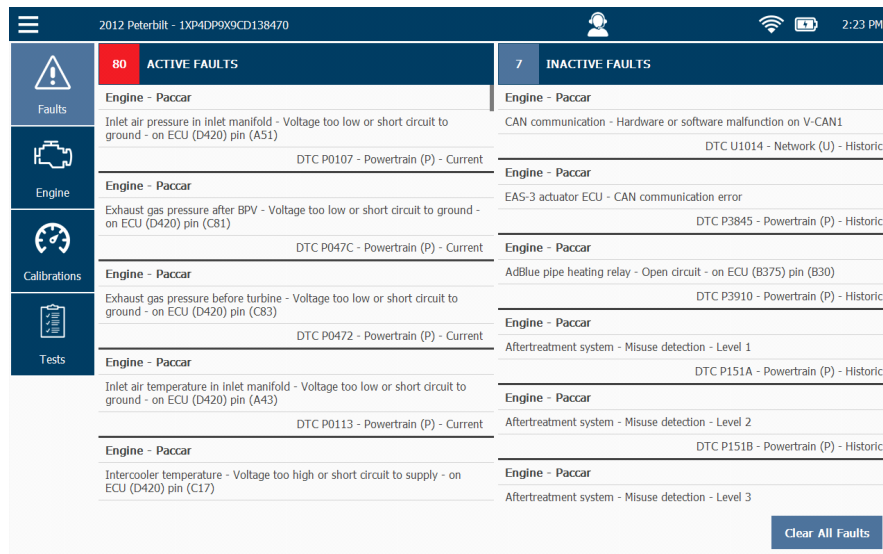 2012 Peterbilt - 1XP4DP9X9CD138470
2:23 PM
Faults
Engine
Calibrations
Tests
80 ACTIVE FAULTS
Engine - Paccar
Inlet air pressure in inlet manifold - Voltage too low or short circuit to
ground - on ECU (D420) pin (A51)
DTC P0107 - Powertrain (P) - Current
Engine - Paccar
Exhaust gas pressure after BPV - Voltage too low or short circuit to ground -
on ECU (D420) pin (C81)
DTC P047C - Powertrain (P) - Current
Engine - Paccar
Exhaust gas pressure before turbine - Voltage too low or short circuit to
ground - on ECU (D420) pin (C83)
DTC P0472 - Powertrain (P) - Current
Engine - Paccar
Inlet air temperature in inlet manifold - Voltage too low or short circuit to
ground - on ECU (D420) pin (A43)
DTC P0113 - Powertrain (P) - Current
Engine - Paccar
Intercooler temperature - Voltage too high or short circuit to supply - on
ECU (D420) pin (C17)
7 INACTIVE FAULTS
Engine - Paccar
CAN communication - Hardware or software malfunction on V-CAN1
DTC U1014 - Network (U) - Historic
Engine - Paccar
EAS-3 actuator ECU - CAN communication error
DTC P3845 - Powertrain (P) - Historic
Engine - Paccar
AdBlue pipe heating relay - Open circuit - on ECU (B375) pin (B30)
DTC P3910 - Powertrain (P) - Historic
Engine - Paccar
Aftertreatment system - Misuse detection - Level 1
DTC P151A - Powertrain (P) - Historic
Engine - Paccar
Aftertreatment system - Misuse detection - Level 2
DTC P151B - Powertrain (P) - Historic
Engine - Paccar
Aftertreatment system - Misuse detection - Level 3
Clear All Faults